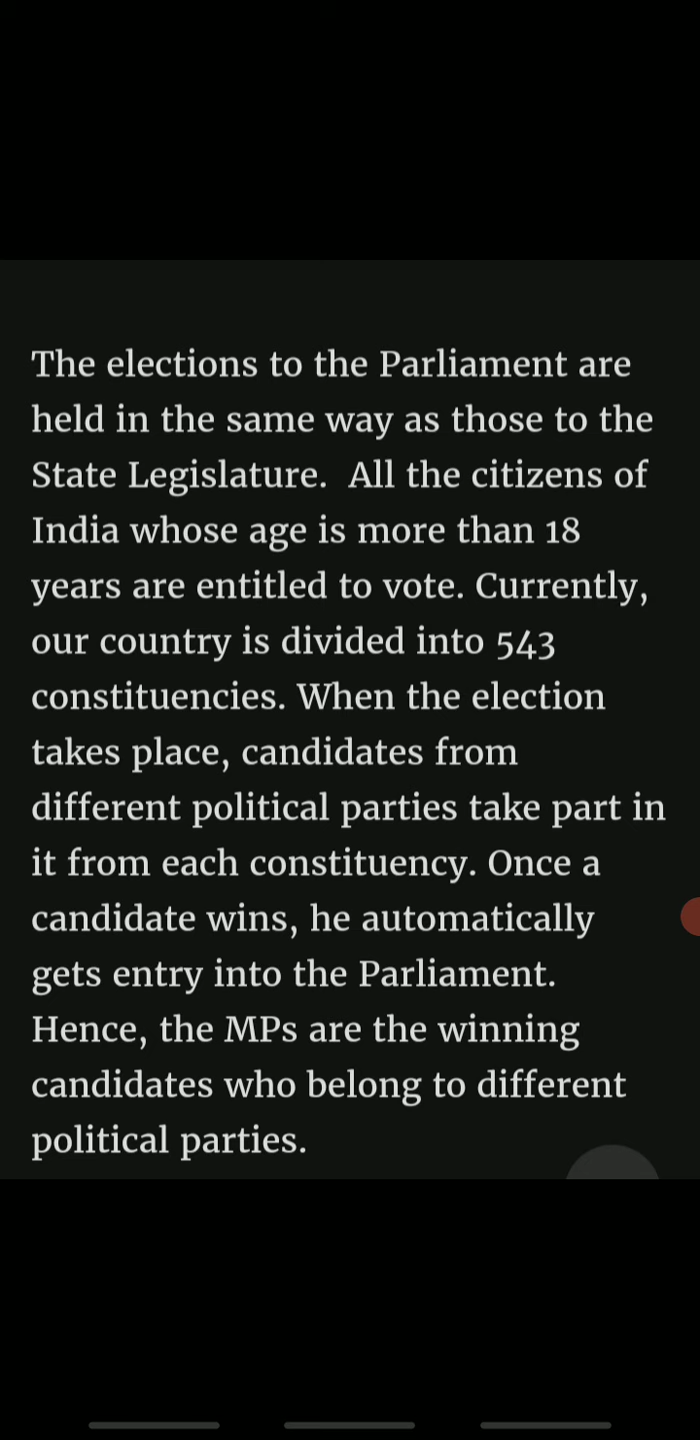 The elections to the Parliament are
held in the same way as those to the
State Legislature.  All the citizens of
India whose age is more than 18
years are entitled to vote. Currently,
our country is divided into 543
constituencies. When the election
takes place, candidates from
different political parties take part in
it from each constituency. Once a
candidate wins, he automatically
gets entry into the Parliament.
Hence, the MPs are the winning
candidates who belong to different
political parties.